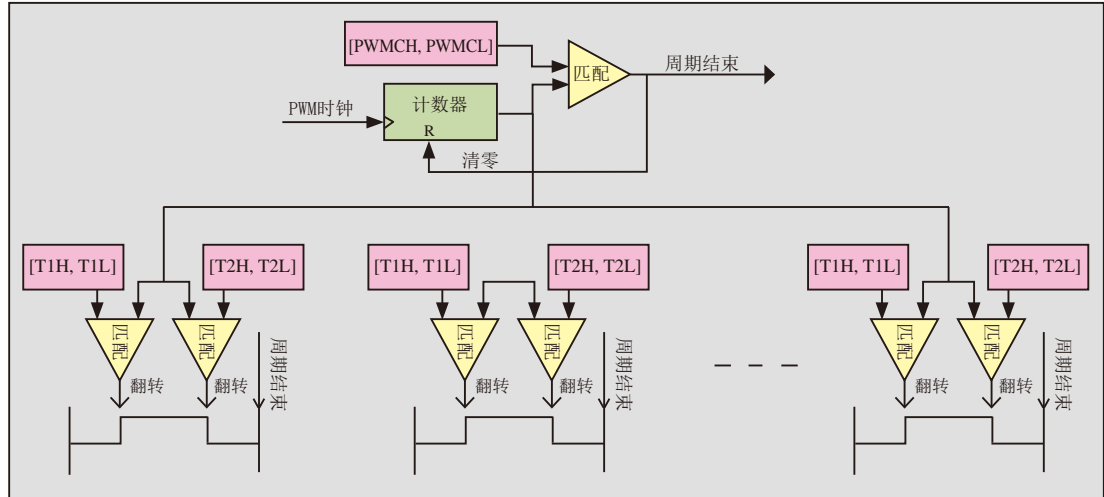 [PWMCH, PWMCL]
匹配
周期结束
PWM时钟
计数器
R
清零
[T1H, T1L]
[T2H, T2L]
匹配
匹配
翻转
翻转
周期结束
[T1H, T1L]
[T2H, T2L]
匹配
匹配
翻转
翻转
周期结束
[T1H, T1L]
[T2H, T2L]
匹配
匹配
翻转
翻转
周期结束